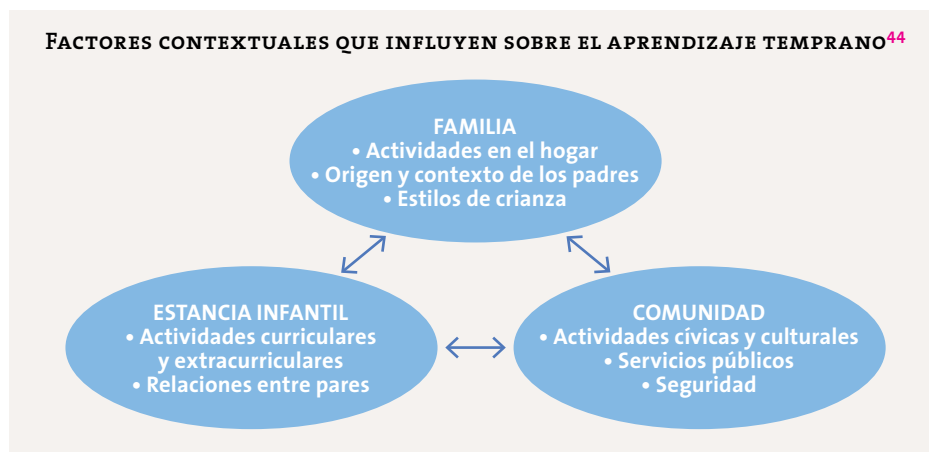 FACTORES CONTEXTUALES QUE INFLUYEN SOBRE EL APRENDIZAJE TEMPRANO44
FAMILIA
• Actividades en el hogar
• Origen y contexto de los padres
• Estilos de crianza
ESTANCIA INFANTIL
• Actividades curriculares
y extracurriculares
• Relaciones entre pares
COMUNIDAD
• Actividades cívicas y culturales
• Servicios públicos
• Seguridad